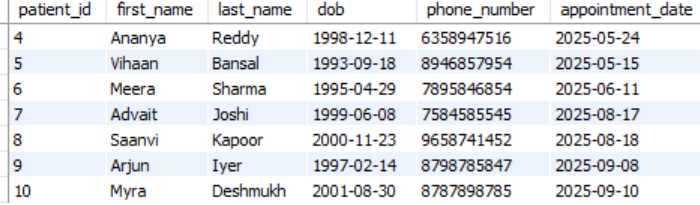 patient_id first_name last_name dob phone_number appointment_date
4 Ananya Reddy 1998-12-11 6358947516 2025-05-24
5 Vihaan Bansal 1993-09-18 8946857954 2025-05-15
6 Meera Sharma 1995-04-29 7895846854 2025-06-11
7 Advait Joshi 1999-06-08 7584585545 2025-08-17
8 Saanvi Kapoor 2000-11-23 9658741452 2025-08-18
9 Arjun Iyer 1997-02-14 8798785847 2025-09-08
10 Myra Deshmukh 2001-08-30 8787898785 2025-09-10